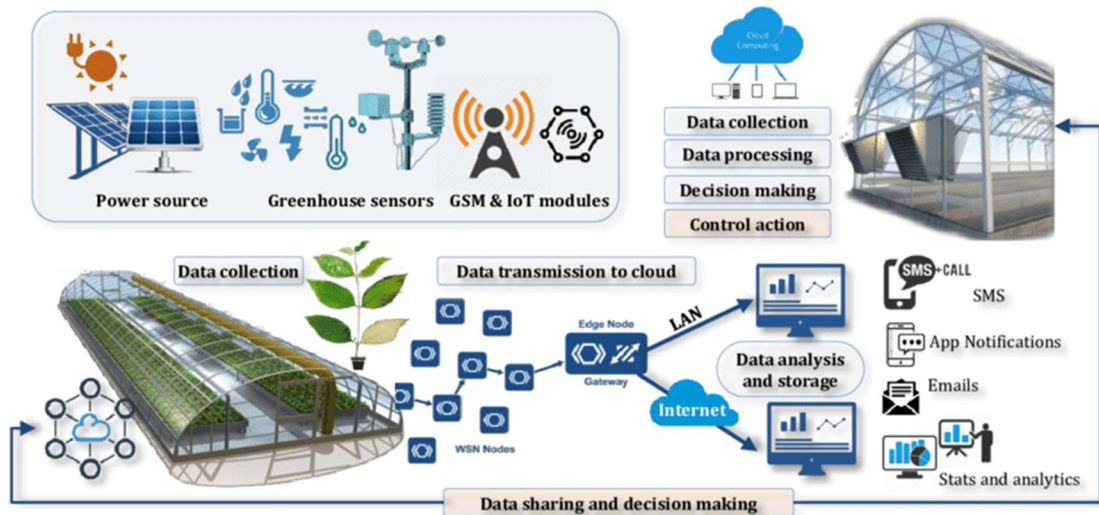 Power source
Greenhouse sensors
GSM & IoT modules
Cloud
Computing
Data collection
Data processing
Decision making
Control action
Data collection
Data transmission to cloud
WSN Nodes
Edge Node
Gateway
LAN
Internet
Data analysis
and storage
SMS+CALL
SMS
App Notifications
Emails
Stats and analytics
Data sharing and decision making